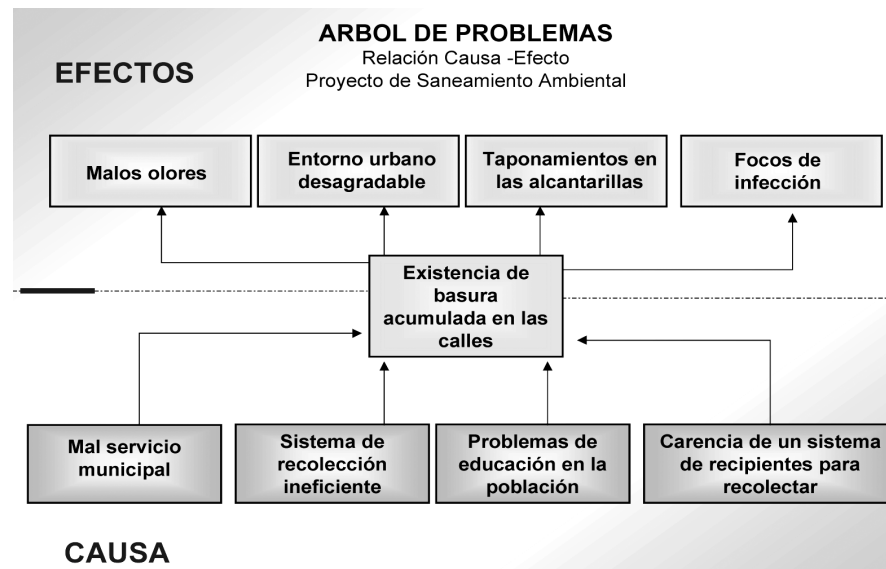 ARBOL DE PROBLEMAS
Relación Causa -Efecto
Proyecto de Saneamiento Ambiental
EFECTOS
Malos olores
Entorno urbano
desagradable
Taponamientos en
las alcantarillas
Focos de
infección
Existencia de
basura
acumulada en las
calles
Mal servicio
municipal
Sistema de
recolección
ineficiente
Problemas de
educación en la
población
Carencia de un sistema
de recipientes para
recolectar
CAUSA